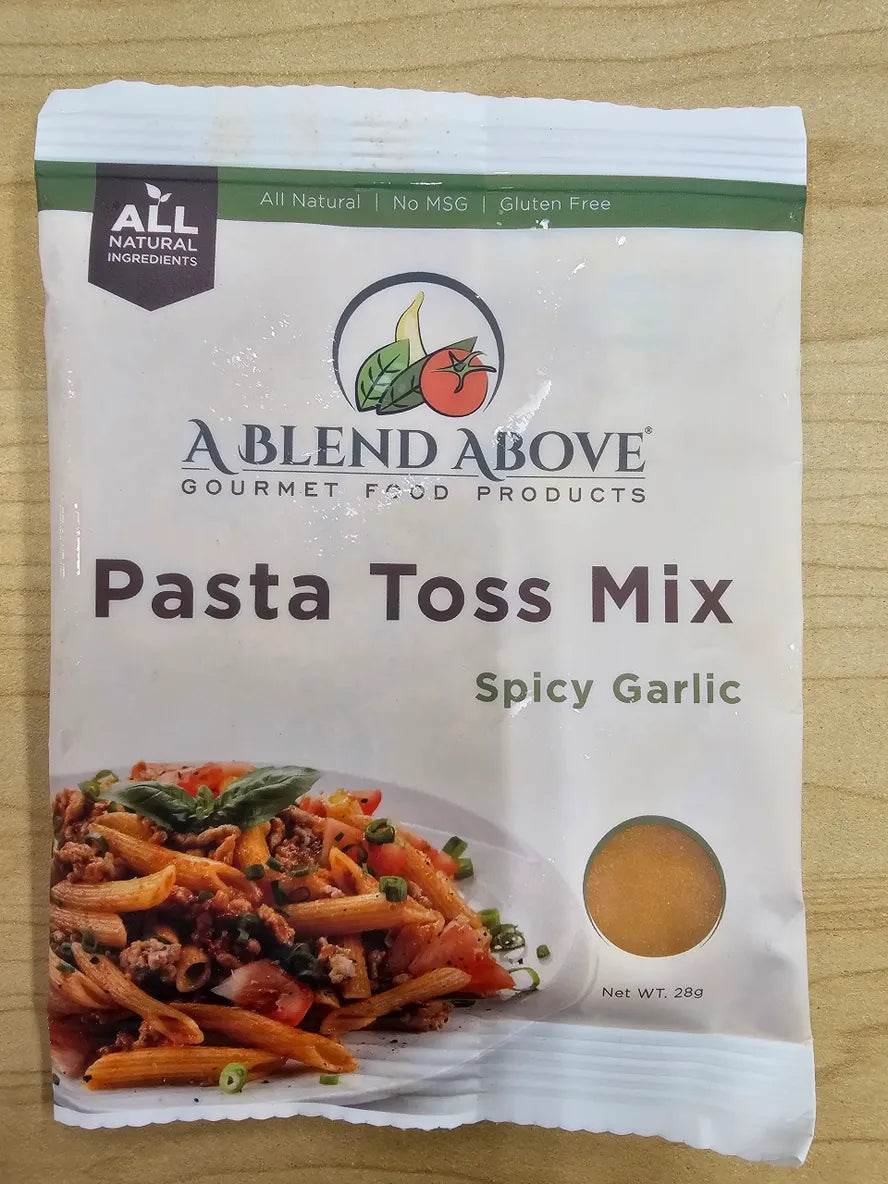 All Natural | No MSG | Gluten Free
ALL
NATURAL
INGREDIENTS
A BLEND ABOVE®
GOURMET FOOD PRODUCTS
Pasta Toss Mix
Spicy Garlic
Net WT. 28g